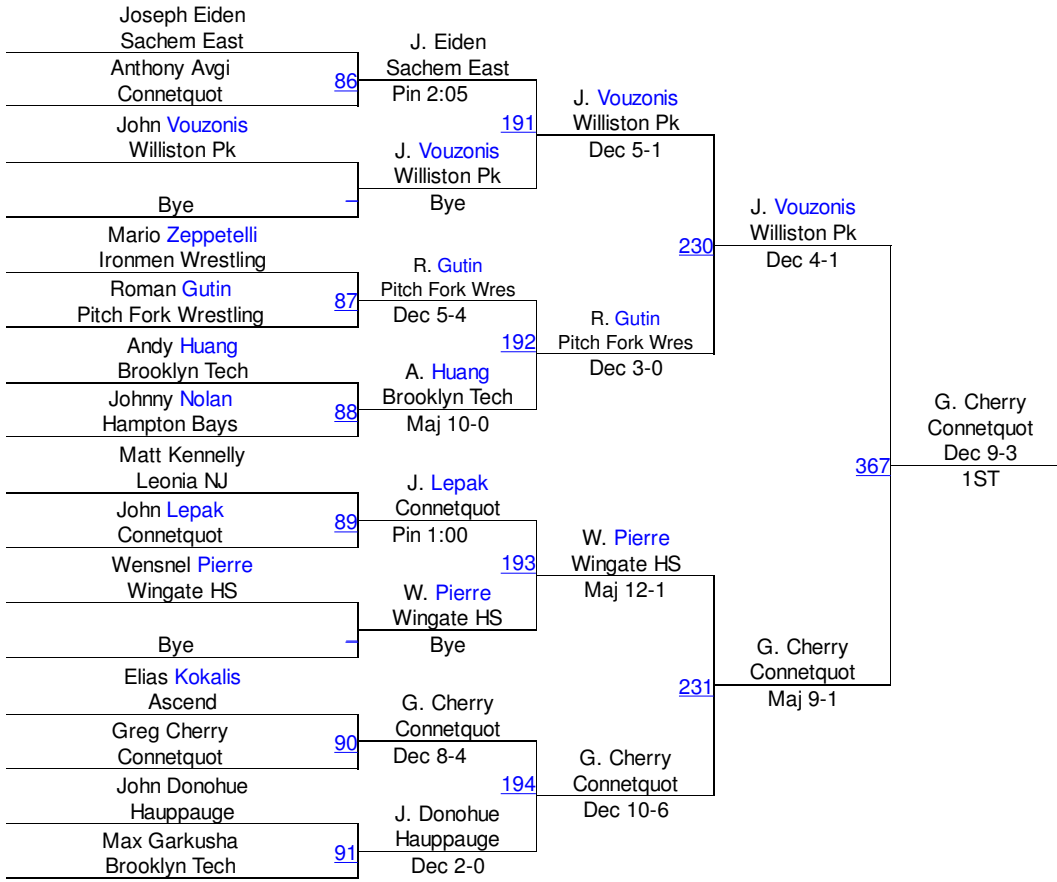 Joseph Eiden
Sachem East
Anthony Avgi
Connetquot
86
John Vouzonis
Williston Pk
Bye
–
Mario Zeppetelli
Ironmen Wrestling
Roman Gutin
Pitch Fork Wrestling
87
Andy Huang
Brooklyn Tech
Johnny Nolan
Hampton Bays
88
Matt Kennelly
Leonia NJ
John Lepak
Connetquot
89
Wensnel Pierre
Wingate HS
Bye
–
Elias Kokalis
Ascend
Greg Cherry
Connetquot
90
John Donohue
Hauppauge
Max Garkusha
Brooklyn Tech
91
J. Eiden
Sachem East
Pin 2:05
191
J. Vouzonis
Williston Pk
Bye
R. Gutin
Pitch Fork Wres
Dec 5-4
192
A. Huang
Brooklyn Tech
Maj 10-0
J. Lepak
Connetquot
Pin 1:00
193
W. Pierre
Wingate HS
Bye
G. Cherry
Connetquot
Dec 8-4
194
J. Donohue
Hauppauge
Dec 2-0
J. Vouzonis
Williston Pk
Dec 5-1
230
R. Gutin
Pitch Fork Wres
Dec 3-0
W. Pierre
Wingate HS
Maj 12-1
231
G. Cherry
Connetquot
Dec 10-6
J. Vouzonis
Williston Pk
Dec 4-1
367
G. Cherry
Connetquot
Maj 9-1
G. Cherry
Connetquot
Dec 9-3
1ST